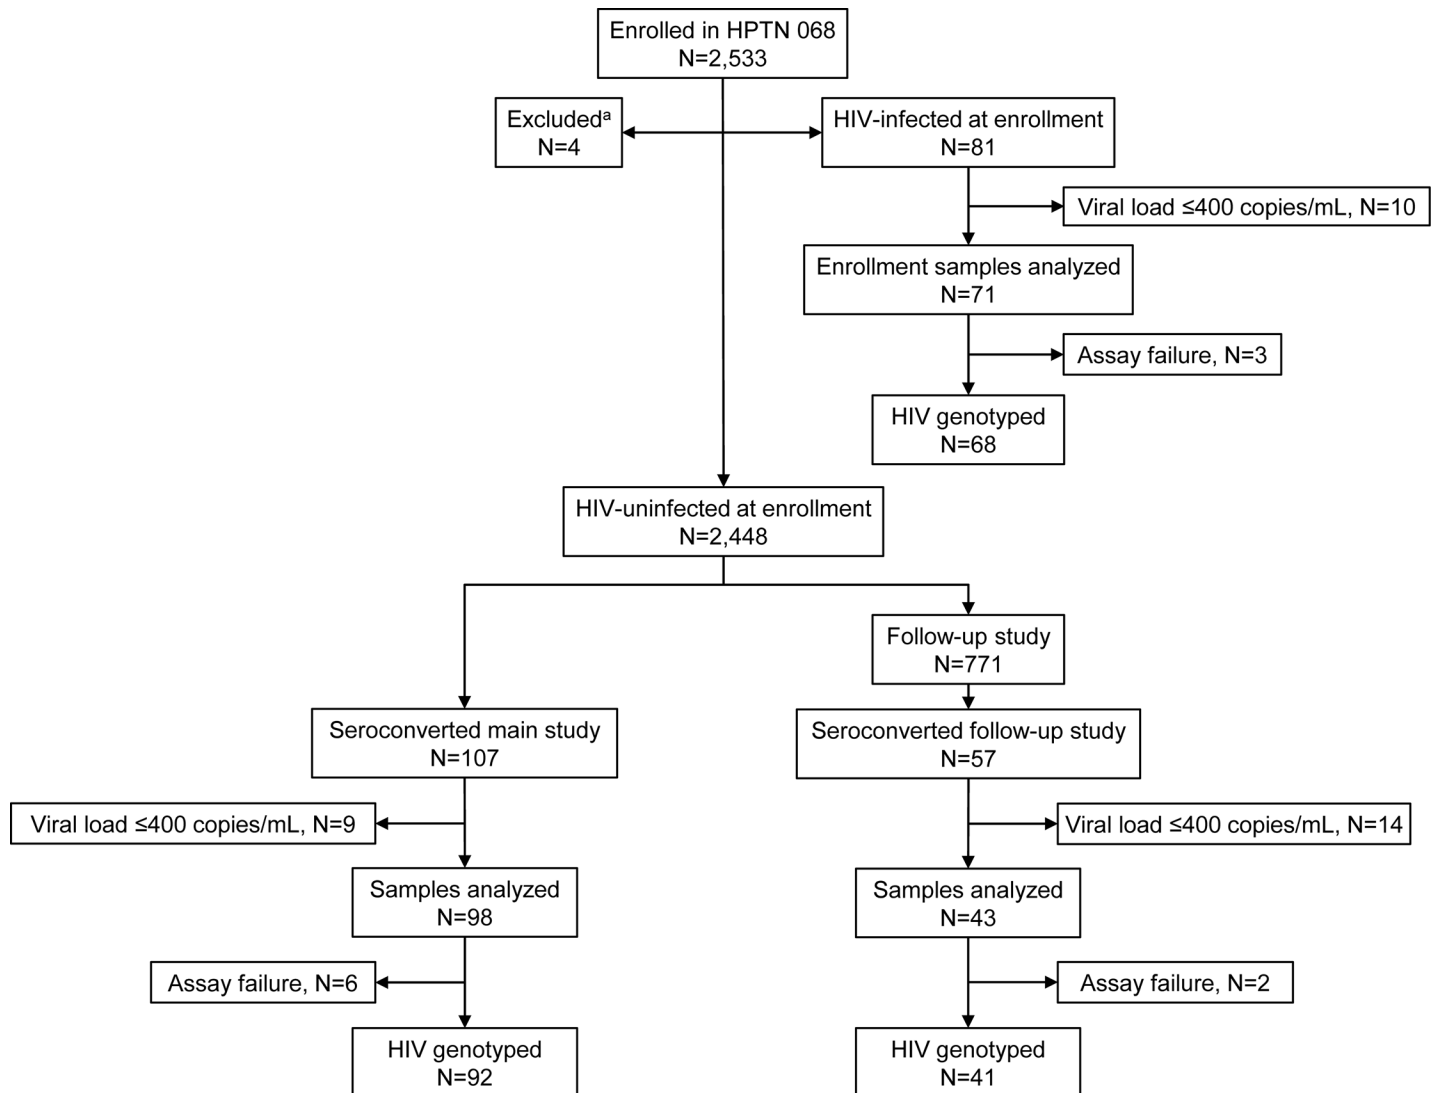 Enrolled in HPTN 068
N=2,533
Excludedᵃ
N=4
HIV-infected at enrollment
N=81
Viral load ≤400 copies/mL, N=10
Enrollment samples analyzed
N=71
Assay failure, N=3
HIV genotyped
N=68
HIV-uninfected at enrollment
N=2,448
Follow-up study
N=771
Seroconverted main study
N=107
Seroconverted follow-up study
N=57
Viral load ≤400 copies/mL, N=9
Viral load ≤400 copies/mL, N=14
Samples analyzed
N=98
Samples analyzed
N=43
Assay failure, N=6
Assay failure, N=2
HIV genotyped
N=92
HIV genotyped
N=41